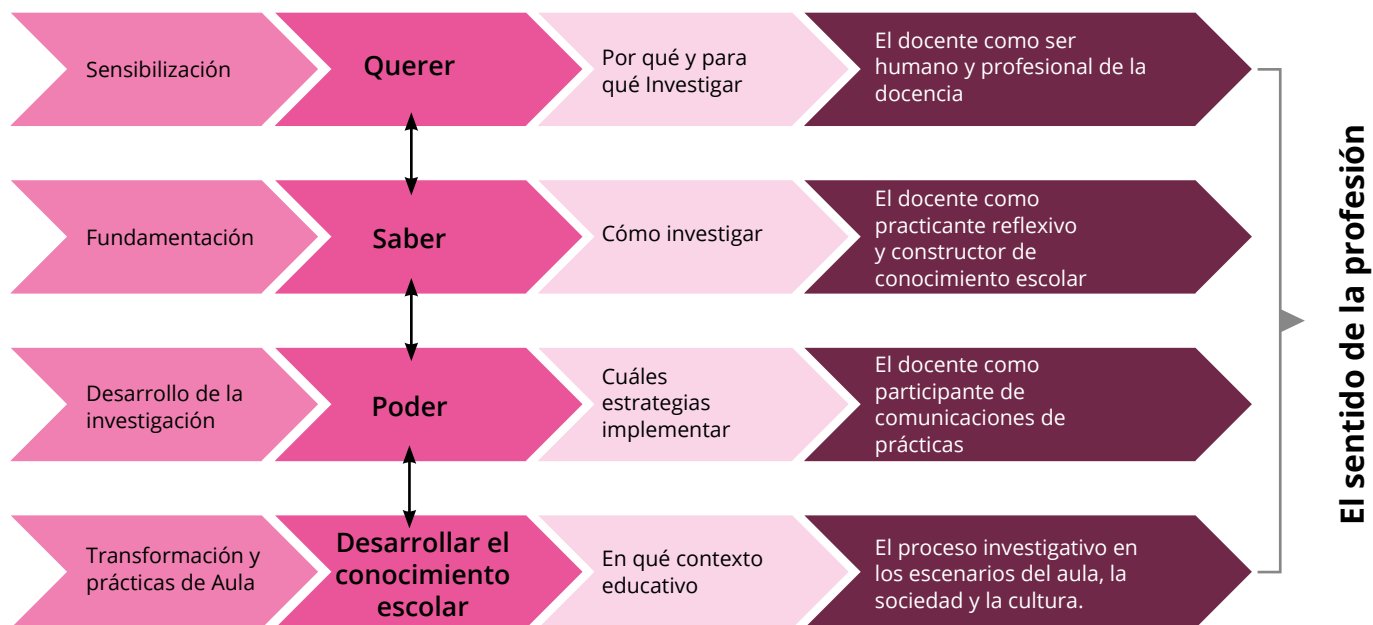 Sensibilización
Querer
Por qué y para
qué Investigar
El docente como ser
humano y profesional de la
docencia
Fundamentación
Saber
Cómo investigar
El docente como
practicante reflexivo
y constructor de
conocimiento escolar
Desarrollo de la
investigación
Poder
Cuáles
estrategias
implementar
El docente como
participante de
comunicaciones de
prácticas
Transformación y
prácticas de Aula
Desarrollar el
conocimiento
escolar
En qué contexto
educativo
El proceso investigativo en
los escenarios del aula, la
sociedad y la cultura.
El sentido de la profesión